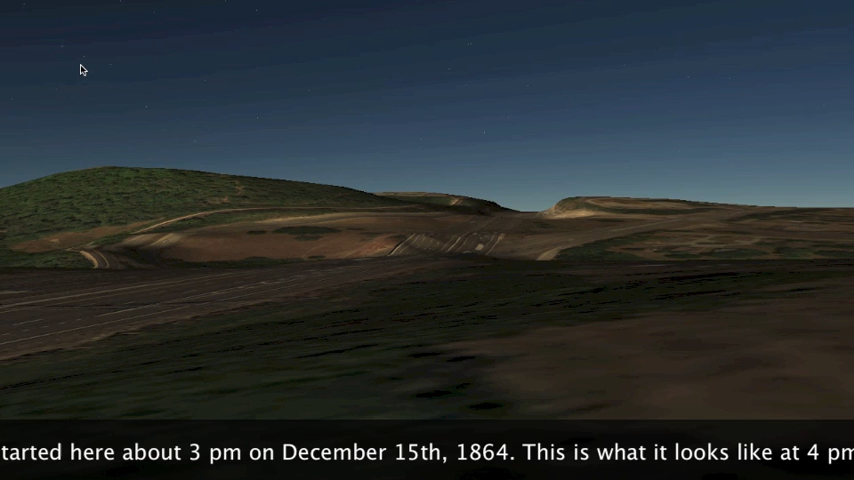 tarted here about 3 pm on December 15th, 1864. This is what it looks like at 4 pm